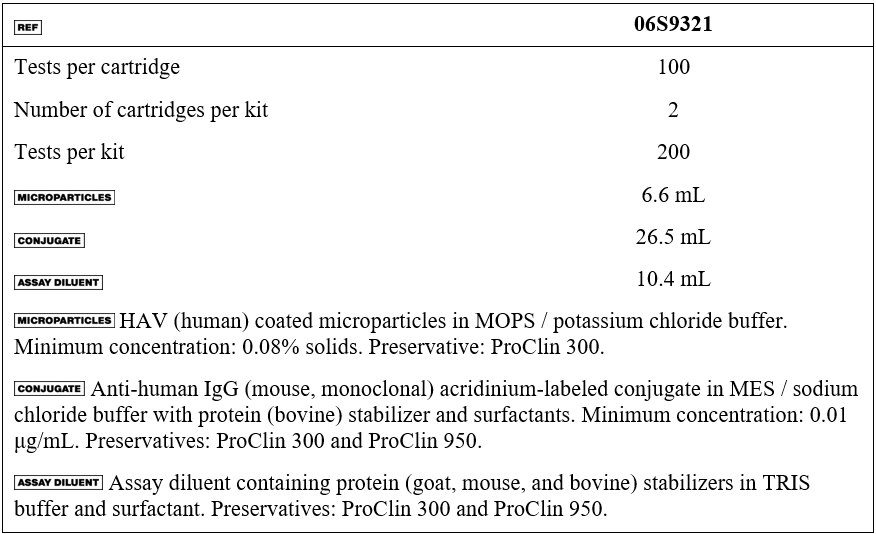 REF 06S9321
Tests per cartridge 100
Number of cartridges per kit 2
Tests per kit 200
MICROPARTICLES 6.6 mL
CONJUGATE 26.5 mL
ASSAY DILUENT 10.4 mL
MICROPARTICLES HAV (human) coated microparticles in MOPS / potassium chloride buffer.
Minimum concentration: 0.08% solids. Preservative: ProClin 300.
CONJUGATE Anti-human IgG (mouse, monoclonal) acridinium-labeled conjugate in MES / sodium
chloride buffer with protein (bovine) stabilizer and surfactants. Minimum concentration: 0.01
μg/mL. Preservatives: ProClin 300 and ProClin 950.
ASSAY DILUENT Assay diluent containing protein (goat, mouse, and bovine) stabilizers in TRIS
buffer and surfactant. Preservatives: ProClin 300 and ProClin 950.